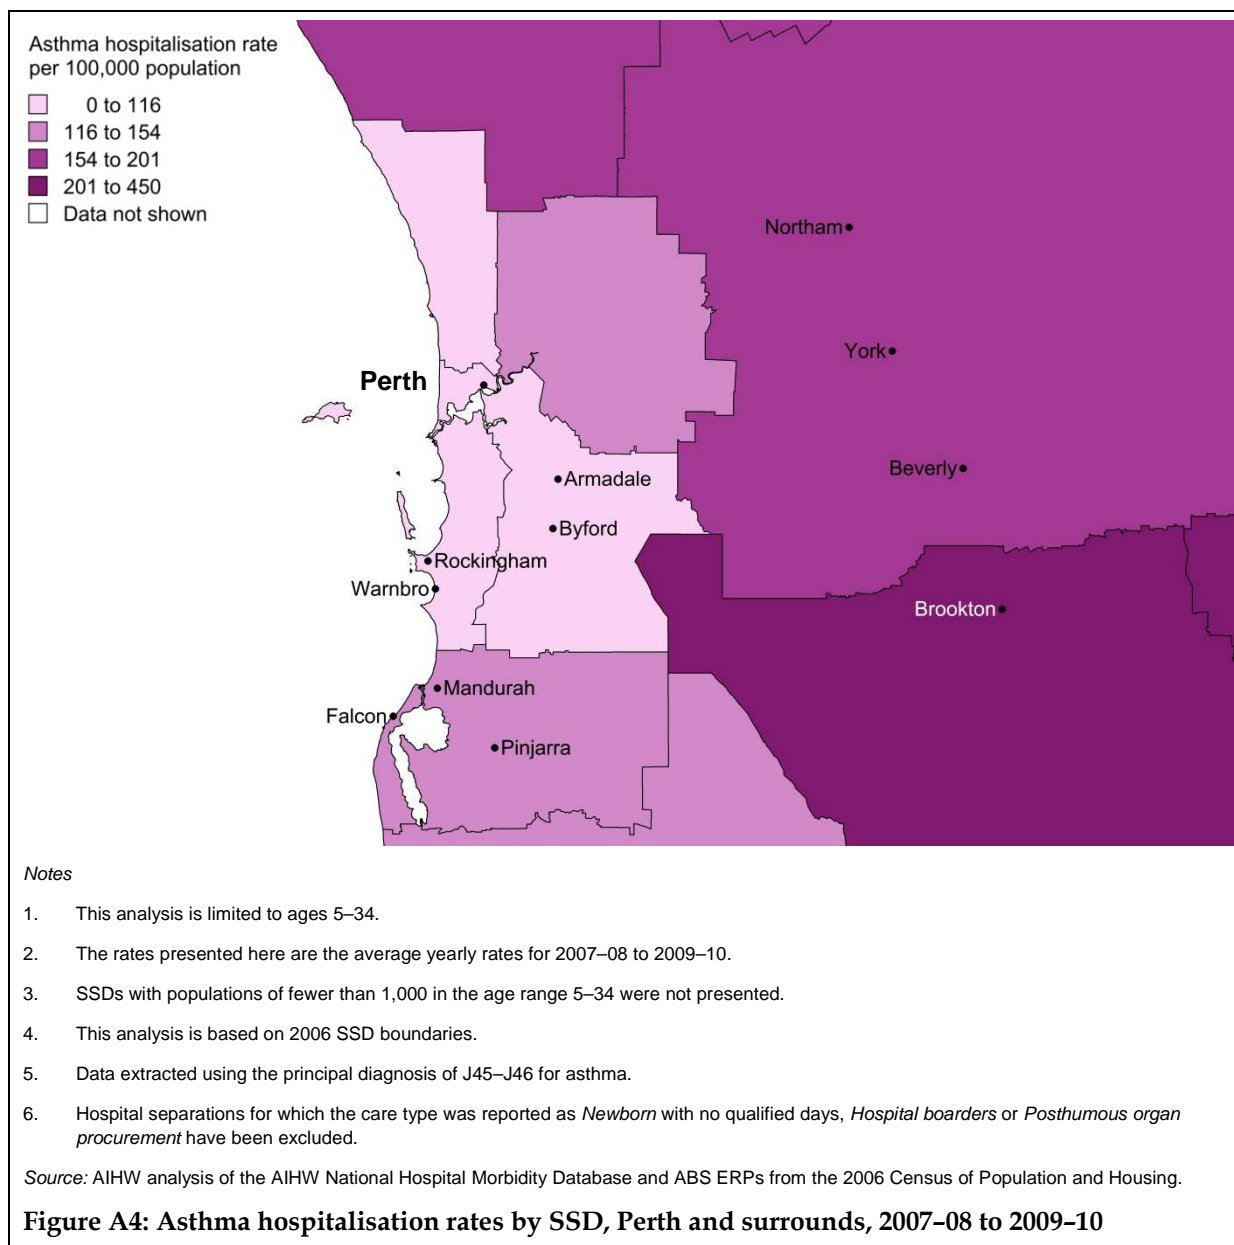 Asthma hospitalisation rate
per 100,000 population
0 to 116
116 to 154
154 to 201
201 to 450
Data not shown
Northam
York
Perth
Beverly
Armadale
Byford
Rockingham
Warnbro
Brookton
Mandurah
Falcon
Pinjarra
Notes
1. This analysis is limited to ages 5–34.
2. The rates presented here are the average yearly rates for 2007–08 to 2009–10.
3. SSDs with populations of fewer than 1,000 in the age range 5–34 were not presented.
4. This analysis is based on 2006 SSD boundaries.
5. Data extracted using the principal diagnosis of J45–J46 for asthma.
6. Hospital separations for which the care type was reported as Newborn with no qualified days, Hospital boarders or Posthumous organ
procurement have been excluded.
Source: AIHW analysis of the AIHW National Hospital Morbidity Database and ABS ERPs from the 2006 Census of Population and Housing.
Figure A4: Asthma hospitalisation rates by SSD, Perth and surrounds, 2007–08 to 2009–10